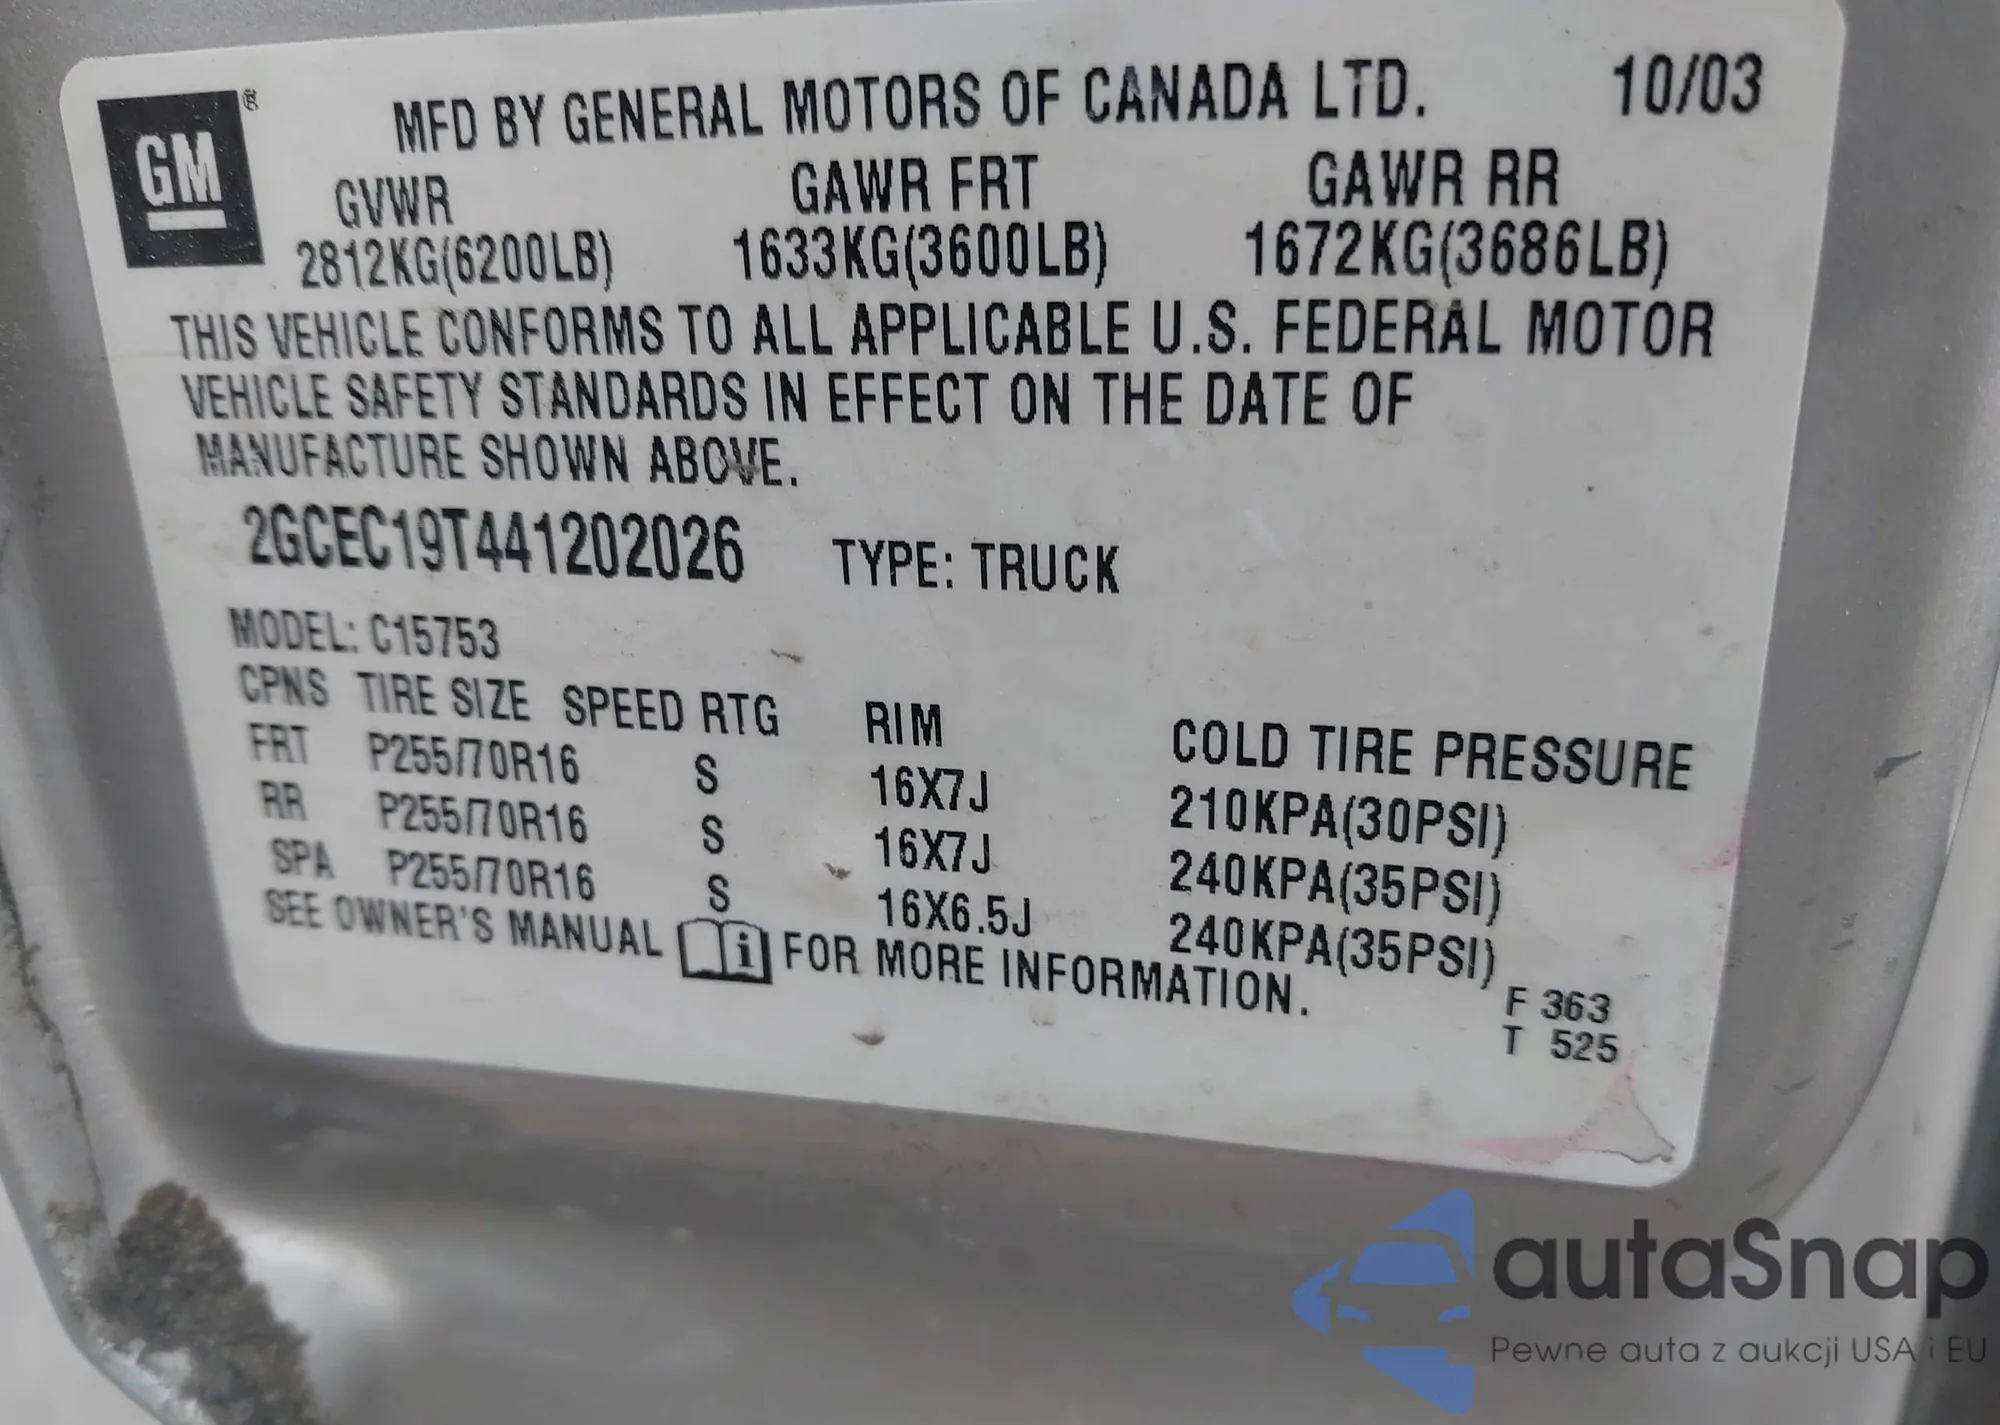 GM ®
MFD BY GENERAL MOTORS OF CANADA LTD. 10/03
GVWR GAWR FRT GAWR RR
2812KG(6200LB) 1633KG(3600LB) 1672KG(3686LB)
THIS VEHICLE CONFORMS TO ALL APPLICABLE U.S. FEDERAL MOTOR
VEHICLE SAFETY STANDARDS IN EFFECT ON THE DATE OF
MANUFACTURE SHOWN ABOVE.
2GCEC19T441202026 TYPE: TRUCK
MODEL: C15753
CPNS TIRE SIZE SPEED RTG RIM COLD TIRE PRESSURE
FRT P255/70R16 S 16X7J 210KPA(30PSI)
RR P255/70R16 S 16X7J 240KPA(35PSI)
SPA P255/70R16 S 16X6.5J 240KPA(35PSI)
SEE OWNER'S MANUAL i FOR MORE INFORMATION.
F 363
T 525
autaSnap
Pewne auta z aukcji USA i EU